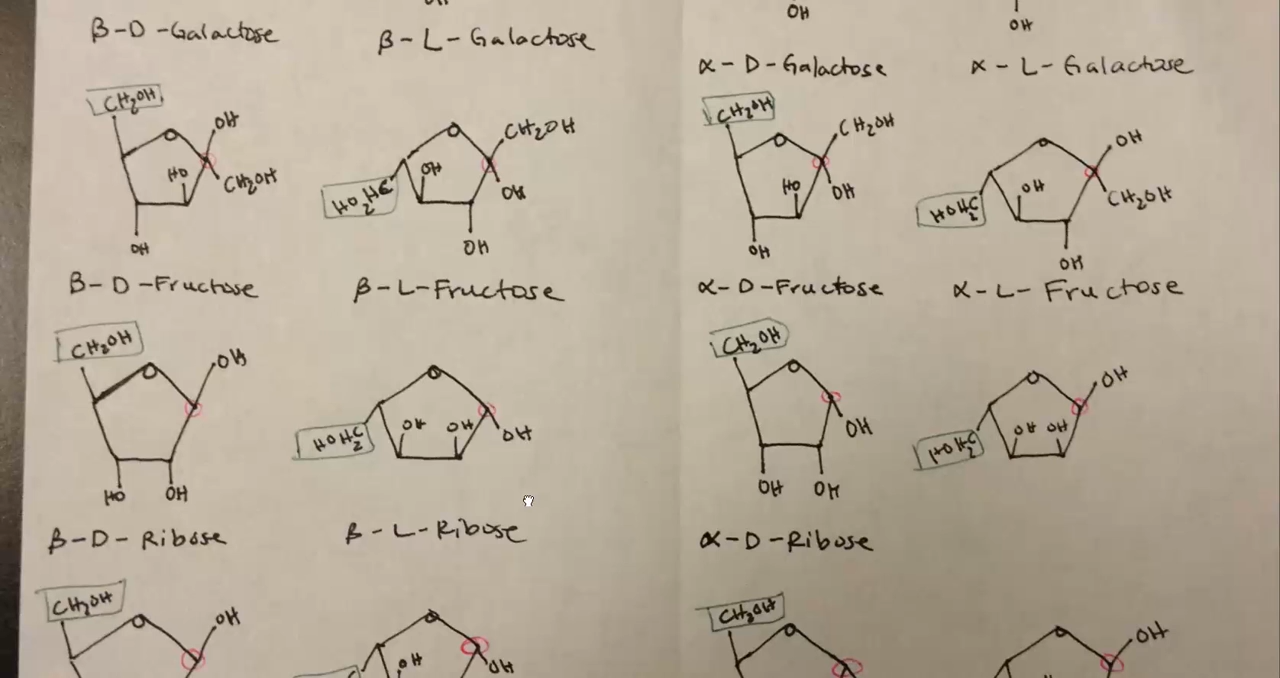 OH
OH
β-D-Galactose
β-L-Galactose
α-D-Galactose
α-L-Galactose
CH₂OH
OH
HO
CH₂OH
OH
CH₂OH
OH
HO₂HC
OH
OH
CH₂OH
CH₂OH
HO
OH
OH
OH
OH
HOH₂C
CH₂OH
OH
β-D-Fructose
β-L-Fructose
α-D-Fructose
α-L-Fructose
CH₂OH
OH
HO
OH
OH
OH
HOH₂C
OH
CH₂OH
OH
OH
OH
OH
OH
OH
HOH₂C
β-D-Ribose
β-L-Ribose
α-D-Ribose
CH₂OH
OH
OH
OH
CH₂OH
OH